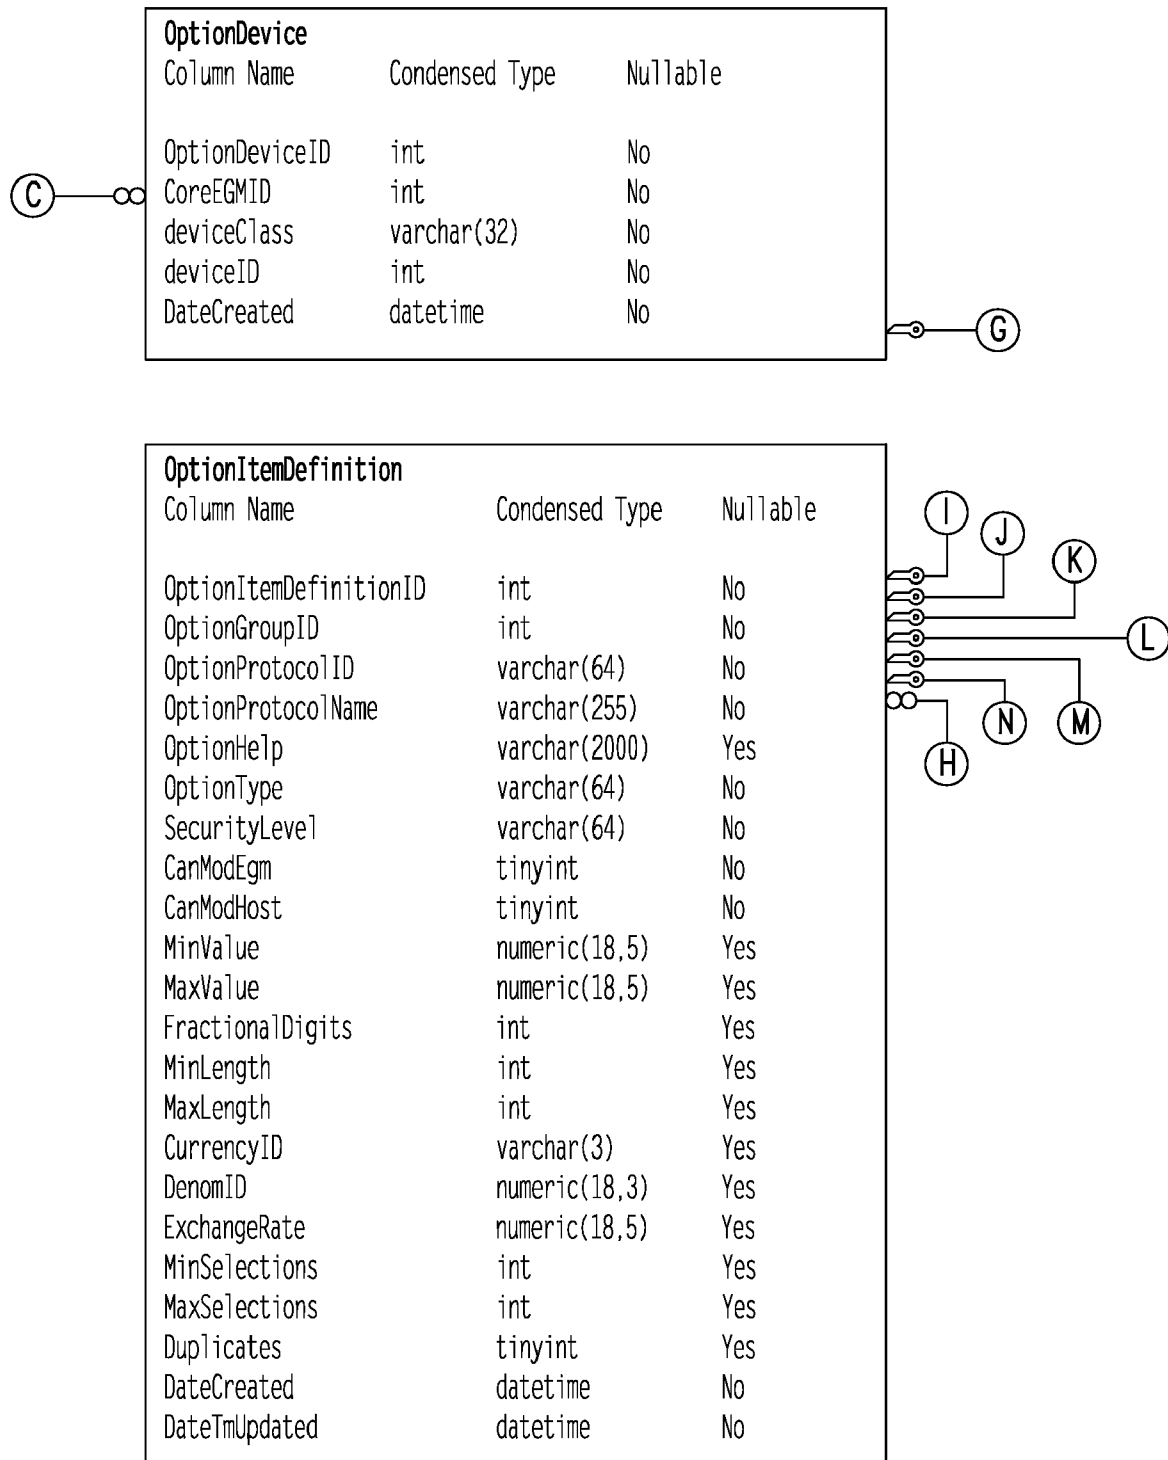 OptionDevice
Column Name Condensed Type Nullable
OptionDeviceID int No
CoreEGMID int No
deviceClass varchar(32) No
deviceID int No
DateCreated datetime No
C
G
OptionItemDefinition
Column Name Condensed Type Nullable
OptionItemDefinitionID int No
OptionGroupID int No
OptionProtocolID varchar(64) No
OptionProtocolName varchar(255) No
OptionHelp varchar(2000) Yes
OptionType varchar(64) No
SecurityLevel varchar(64) No
CanModEgm tinyint No
CanModHost tinyint No
MinValue numeric(18,5) Yes
MaxValue numeric(18,5) Yes
FractionalDigits int Yes
MinLength int Yes
MaxLength int Yes
CurrencyID varchar(3) Yes
DenomID numeric(18,3) Yes
ExchangeRate numeric(18,5) Yes
MinSelections int Yes
MaxSelections int Yes
Duplicates tinyint Yes
DateCreated datetime No
DateTmUpdated datetime No
I
J
K
L
M
N
H